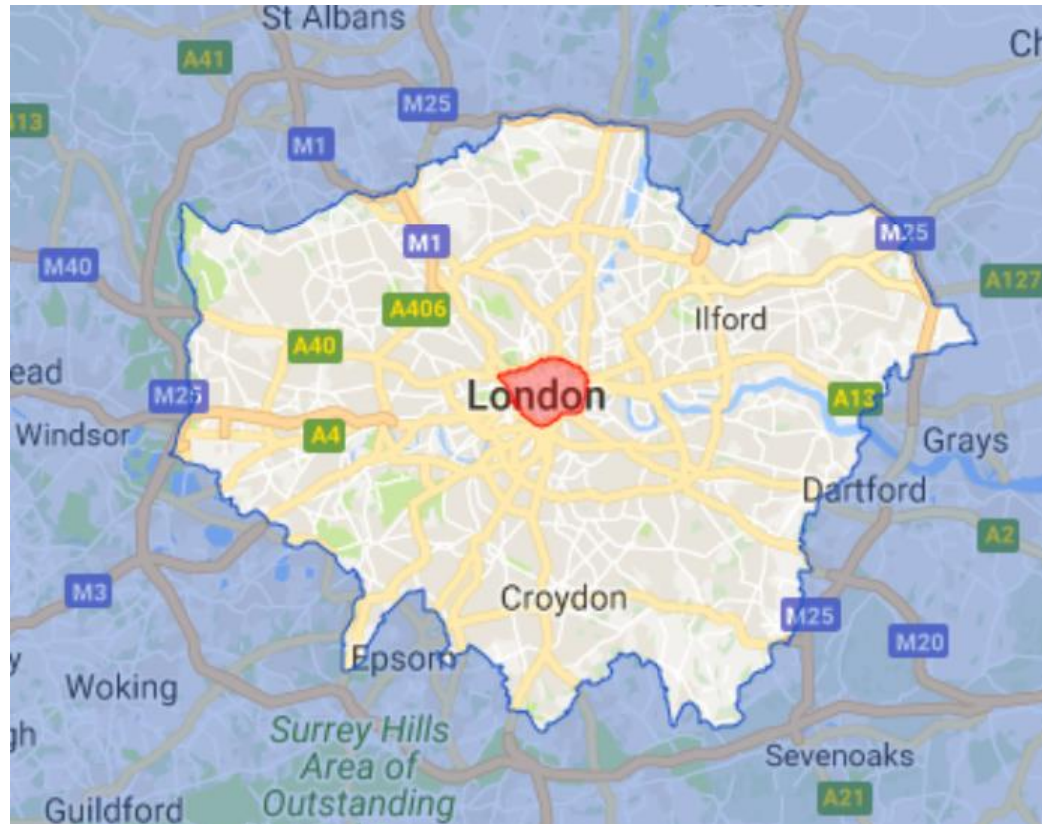 St Albans
A41
M25
M1
M1
M25
M40
A127
A406
Ilford
A40
London
M25
A13
Windsor
A4
Grays
Dartford
A2
M3
Croydon
M25
M20
Epsom
Woking
Surrey Hills
Area of
Outstanding
Sevenoaks
A21
Guildford